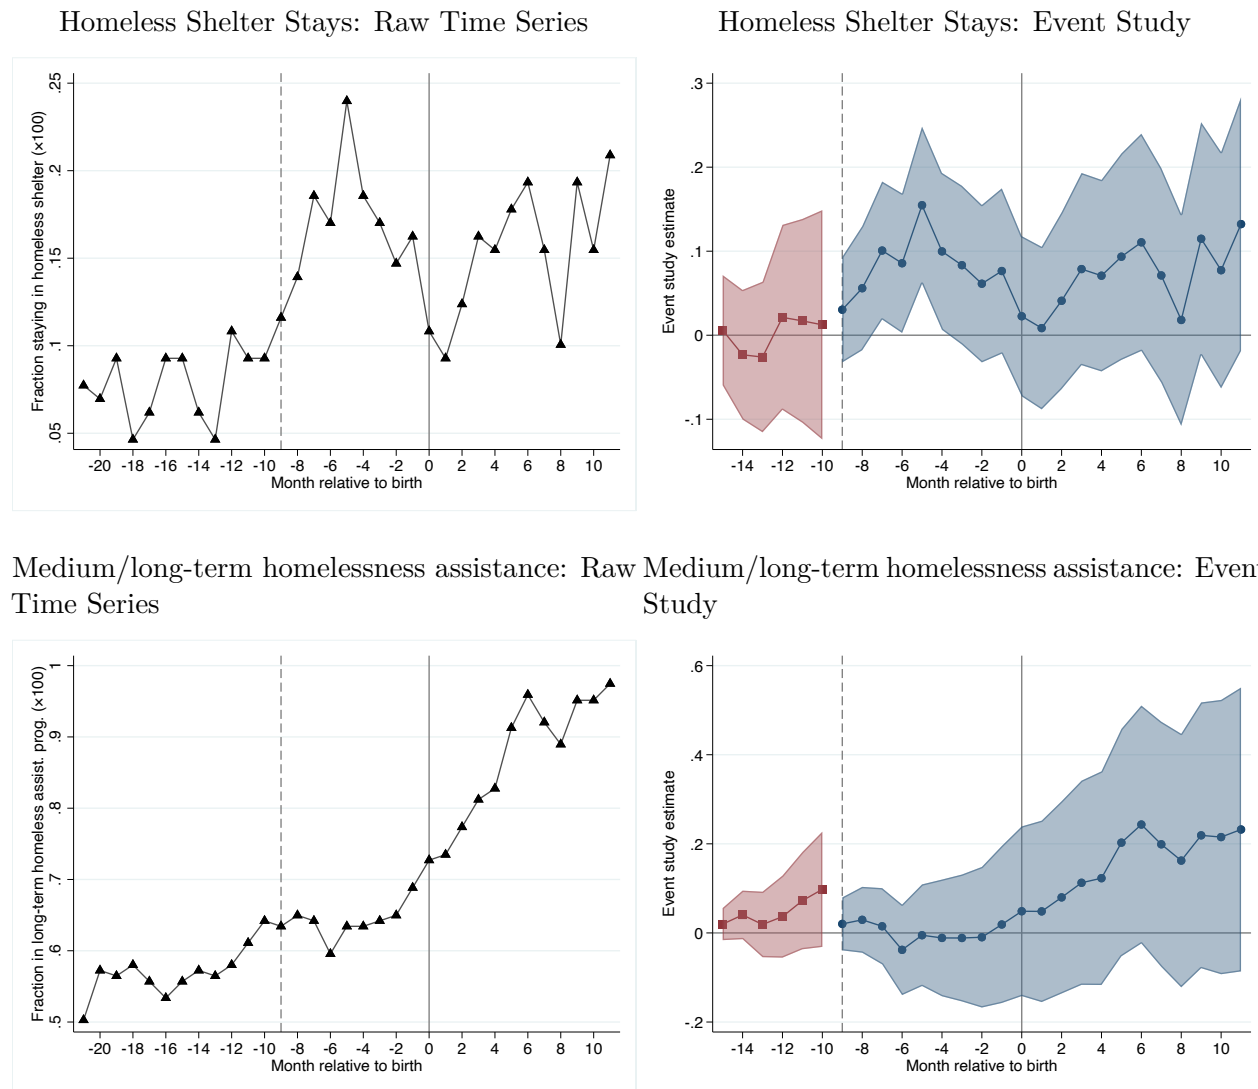 Homeless Shelter Stays: Raw Time Series
.25
.2
.15
.1
.05
Fraction staying in homeless shelter (×100)
-20 -18 -16 -14 -12 -10 -8 -6 -4 -2 0 2 4 6 8 10
Month relative to birth
Homeless Shelter Stays: Event Study
.3
.2
.1
0
-.1
Event study estimate
-14 -12 -10 -8 -6 -4 -2 0 2 4 6 8 10
Month relative to birth
Medium/long-term homelessness assistance: Raw
Time Series
1
.9
.8
.7
.6
.5
Fraction in long-term homeless assist. prog. (×100)
-20 -18 -16 -14 -12 -10 -8 -6 -4 -2 0 2 4 6 8 10
Month relative to birth
Medium/long-term homelessness assistance: Even
Study
.6
.4
.2
0
-.2
Event study estimate
-14 -12 -10 -8 -6 -4 -2 0 2 4 6 8 10
Month relative to birth